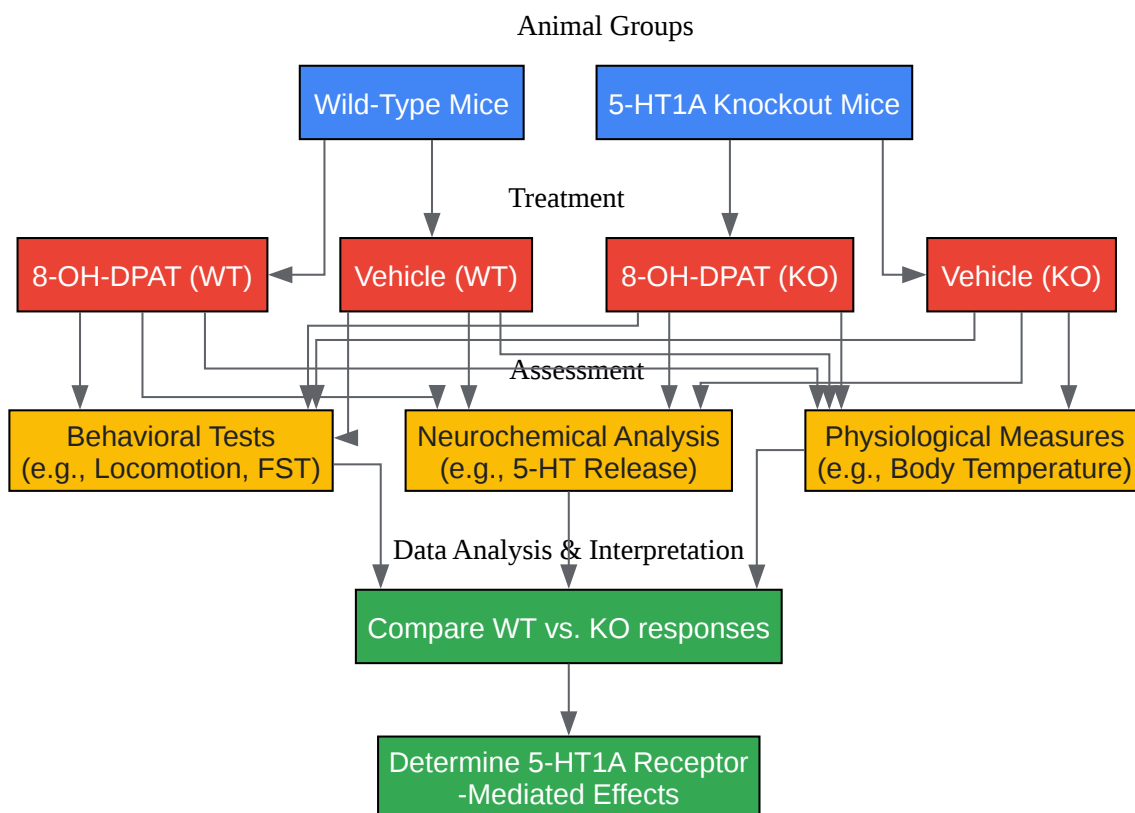 Animal Groups
Wild-Type Mice
5-HT1A Knockout Mice
Treatment
8-OH-DPAT (WT)
Vehicle (WT)
8-OH-DPAT (KO)
Vehicle (KO)
Assessment
Behavioral Tests
(e.g., Locomotion, FST)
Neurochemical Analysis
(e.g., 5-HT Release)
Physiological Measures
(e.g., Body Temperature)
Data Analysis & Interpretation
Compare WT vs. KO responses
Determine 5-HT1A Receptor
-Mediated Effects